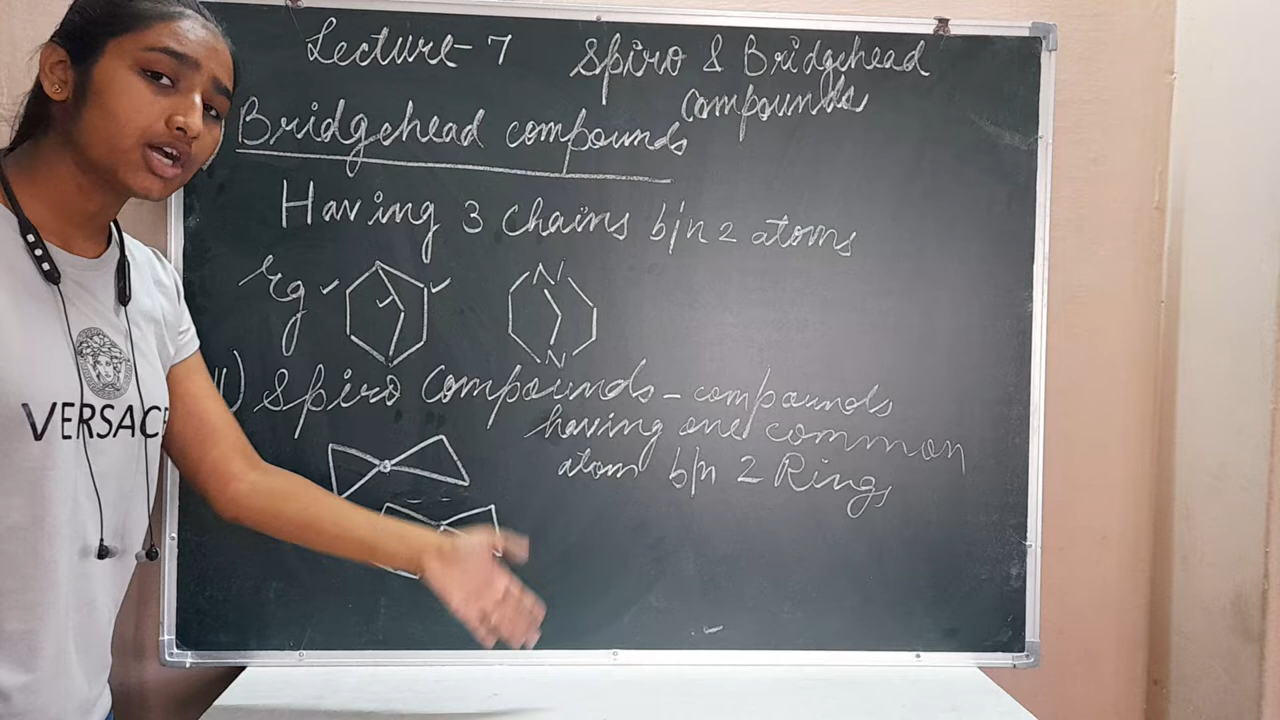 Lecture - 7 Spiro & Bridgehead
compounds
) Bridgehead compounds
Having 3 chains b/n 2 atoms
Eg
N
N
II) Spiro Compounds - compounds
having one common
atom b/n 2 Rings
VERSACE